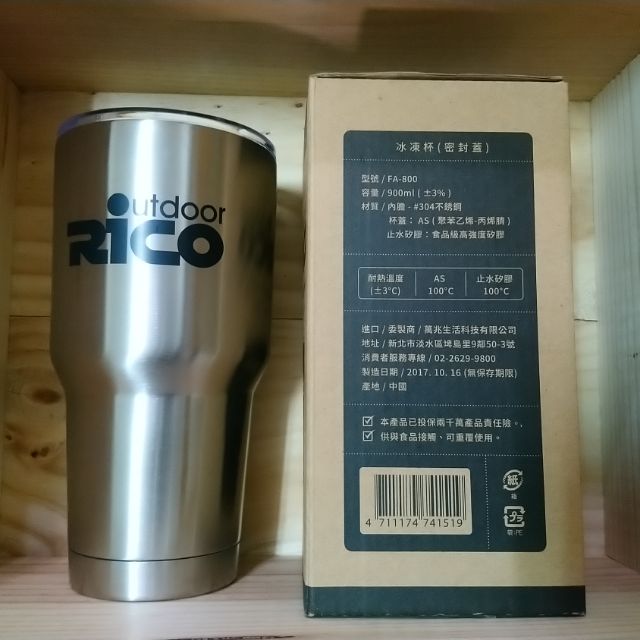 outdoor
RiCO
冰凍杯(密封蓋)
型號 / FA-800
容量 / 900ml ( ±3% )
材質 / 內膽 - #304不銹鋼
杯蓋: AS ( 聚苯乙烯-丙烯腈 )
止水矽膠:食品級高強度矽膠
耐熱溫度 AS 止水矽膠
(±3°C) 100°C 100°C
進口 / 委製商 / 萬兆生活科技有限公司
地址 / 新北市淡水區埤島里9鄰50-3號
消費者服務專線 / 02-2629-9800
製造日期 / 2017. 10. 16 (無保存期限)
產地 / 中國
本產品已投保兩千萬產品責任險。,
供與食品接觸、可重覆使用。
紙
箱
プラ
袋:PE
4 711174 741519